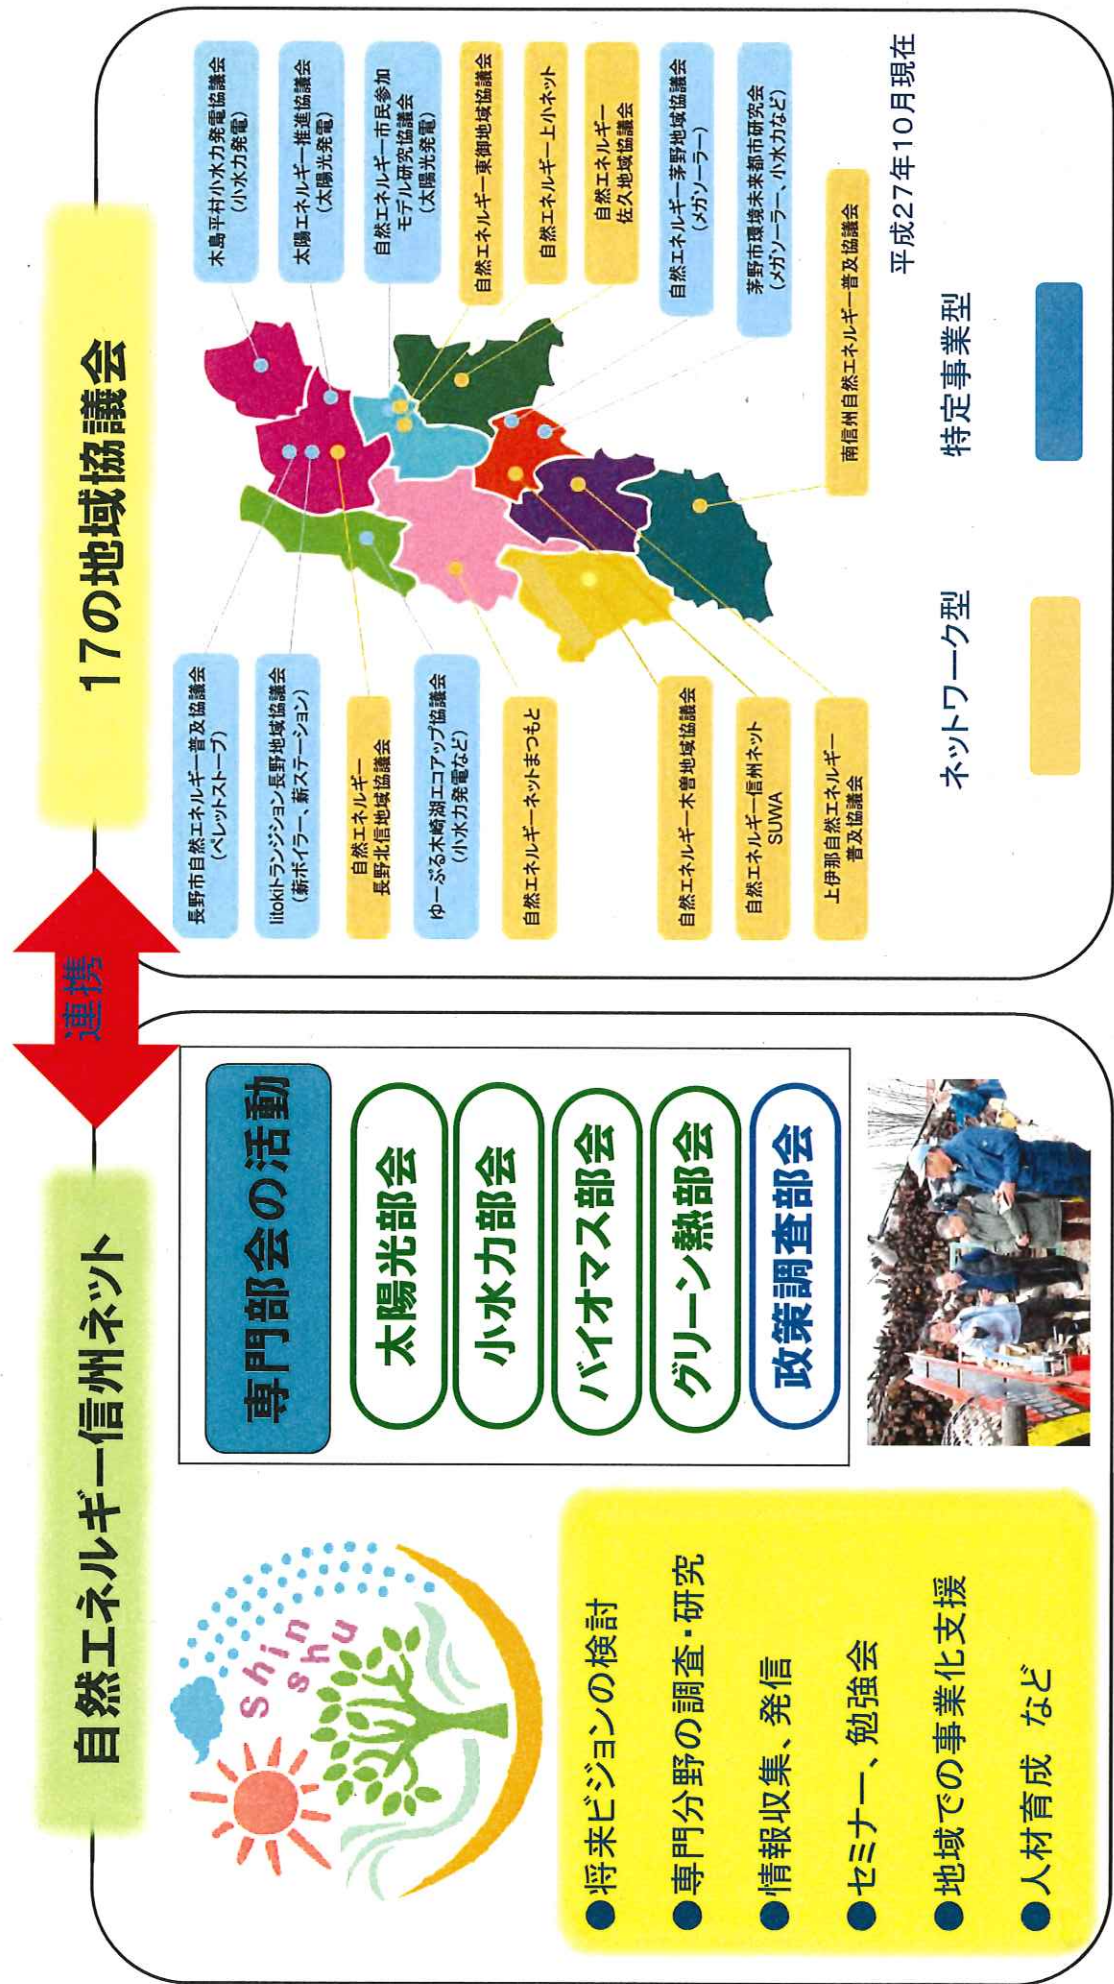 自然エネルギー信州ネット
連携
17の地域協議会
shin
shu
●将来ビジョンの検討
●専門分野の調査・研究
●情報収集、発信
●セミナー、勉強会
●地域での事業化支援
●人材育成 など
専門部会の活動
太陽光部会
小水力部会
バイオマス部会
グリーン熱部会
政策調査部会
長野市自然エネルギー普及協議会
(ペレットストーブ)
Iitokiトランジション長野地域協議会
(薪ボイラー、薪ステーション)
自然エネルギー
長野北信地域協議会
ゆーぷる木崎湖エコアップ協議会
(小水力発電など)
自然エネルギーネットまつもと
自然エネルギー木曽地域協議会
自然エネルギー信州ネット
SUWA
上伊那自然エネルギー
普及協議会
木島平村小水力発電協議会
(小水力発電)
太陽エネルギー推進協議会
(太陽光発電)
自然エネルギー市民参加
モデル研究協議会
(太陽光発電)
自然エネルギー東御地域協議会
自然エネルギー上小ネット
自然エネルギー
佐久地域協議会
自然エネルギー茅野地域協議会
(メガソーラー)
茅野市環境未来都市研究会
(メガソーラー、小水力など)
南信州自然エネルギー普及協議会
平成27年10月現在
ネットワーク型
特定事業型